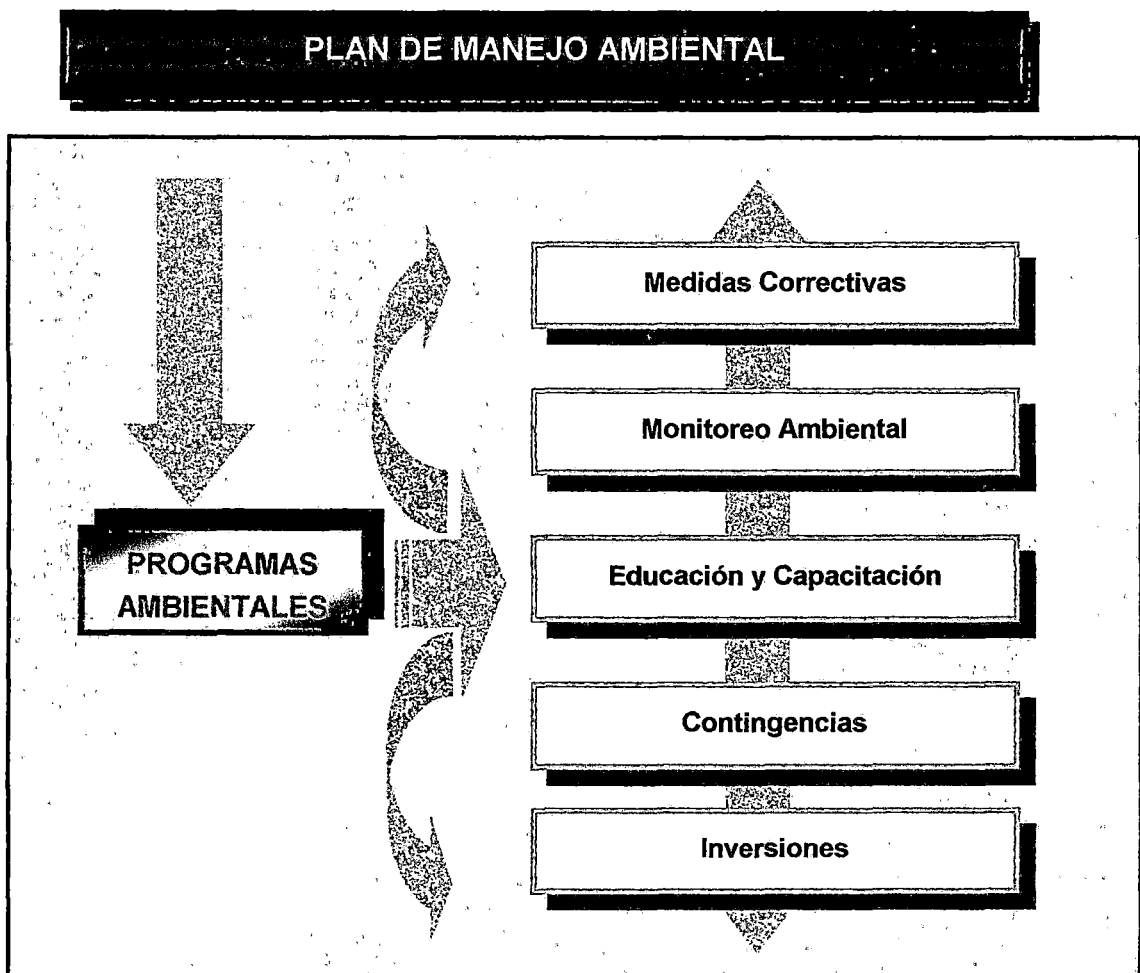 PLAN DE MANEJO AMBIENTAL
PROGRAMAS
AMBIENTALES
Medidas Correctivas
Monitoreo Ambiental
Educación y Capacitación
Contingencias
Inversiones